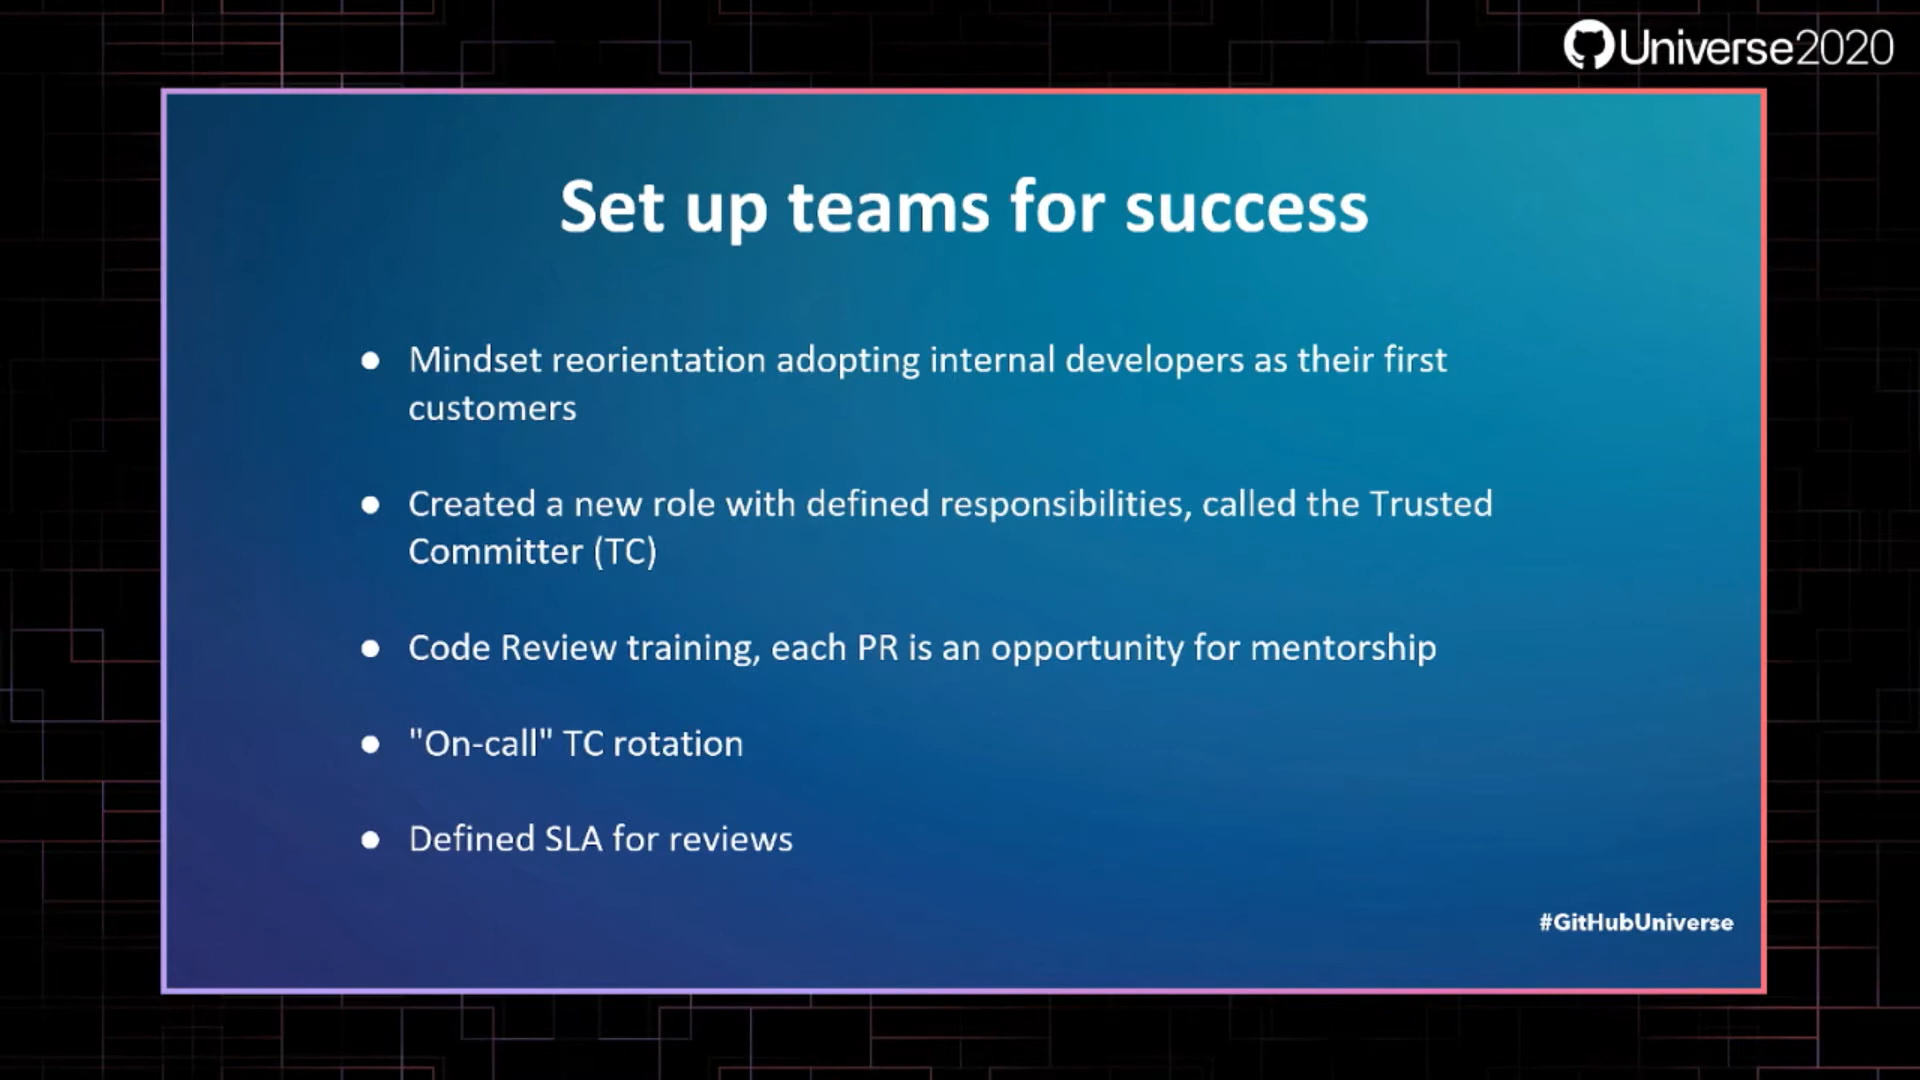 Universe2020
Set up teams for success
● Mindset reorientation adopting internal developers as their first
customers
● Created a new role with defined responsibilities, called the Trusted
Committer (TC)
● Code Review training, each PR is an opportunity for mentorship
● "On-call" TC rotation
● Defined SLA for reviews
#GitHubUniverse